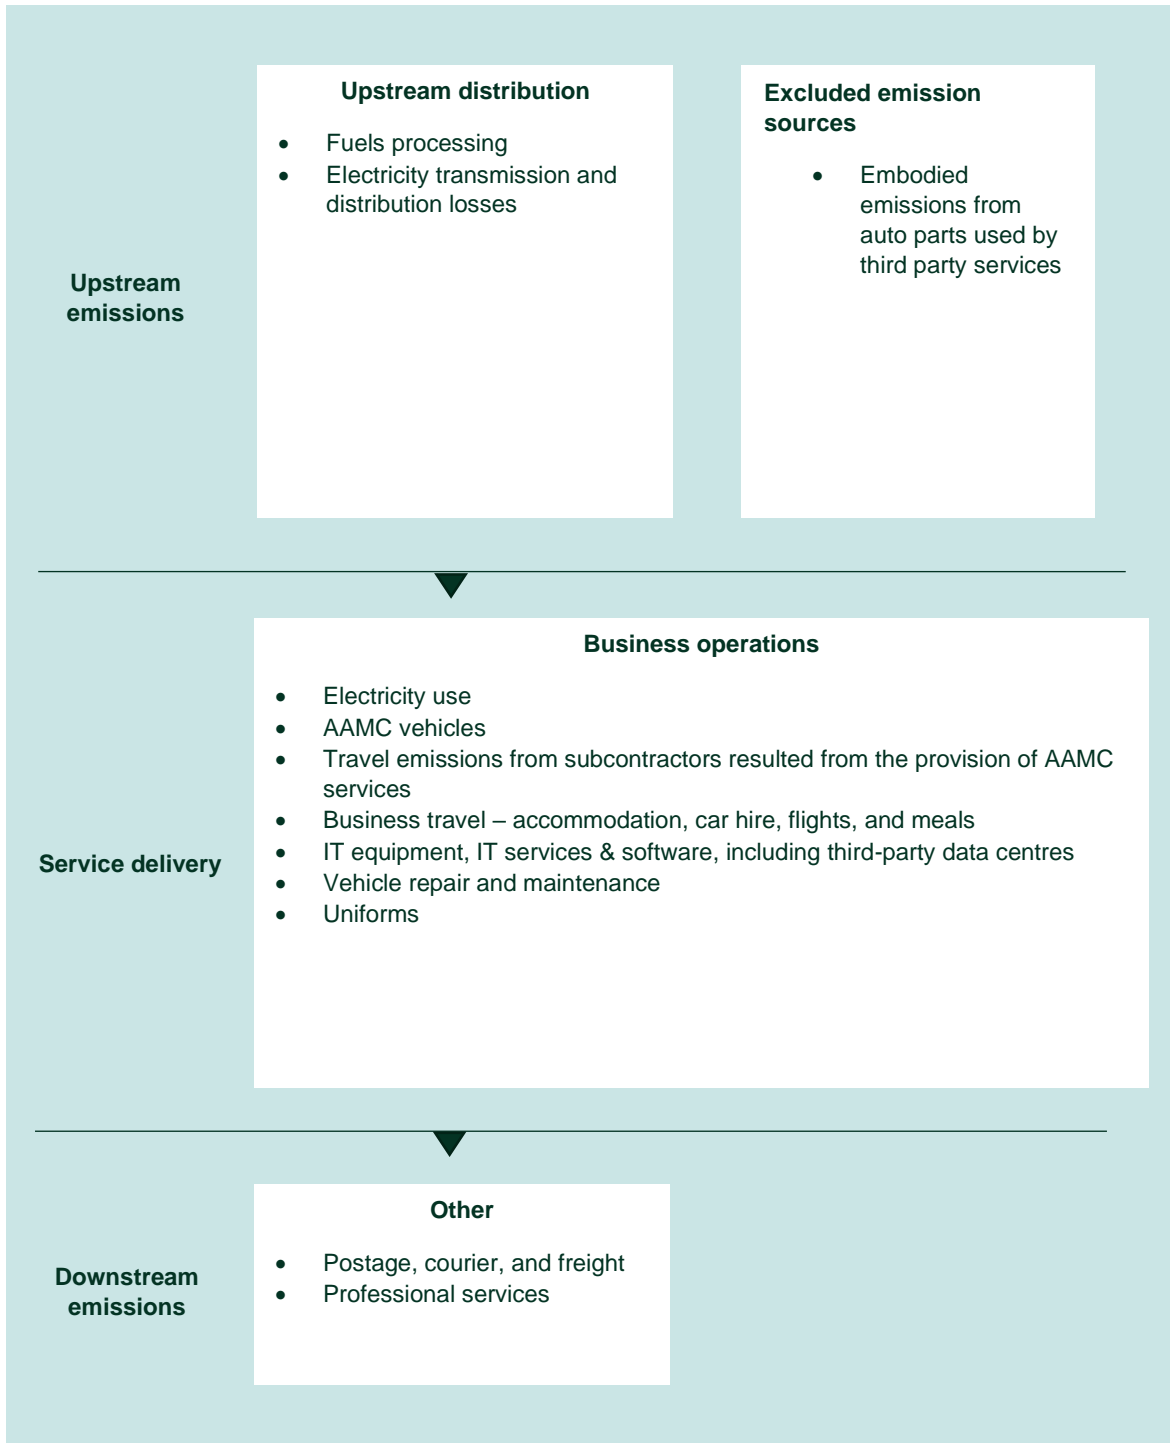 Upstream distribution
• Fuels processing
• Electricity transmission and
distribution losses
Excluded emission
sources
• Embodied
emissions from
auto parts used by
third party services
Upstream
emissions
Business operations
• Electricity use
• AAMC vehicles
• Travel emissions from subcontractors resulted from the provision of AAMC
services
• Business travel – accommodation, car hire, flights, and meals
• IT equipment, IT services & software, including third-party data centres
• Vehicle repair and maintenance
• Uniforms
Service delivery
Other
• Postage, courier, and freight
• Professional services
Downstream
emissions